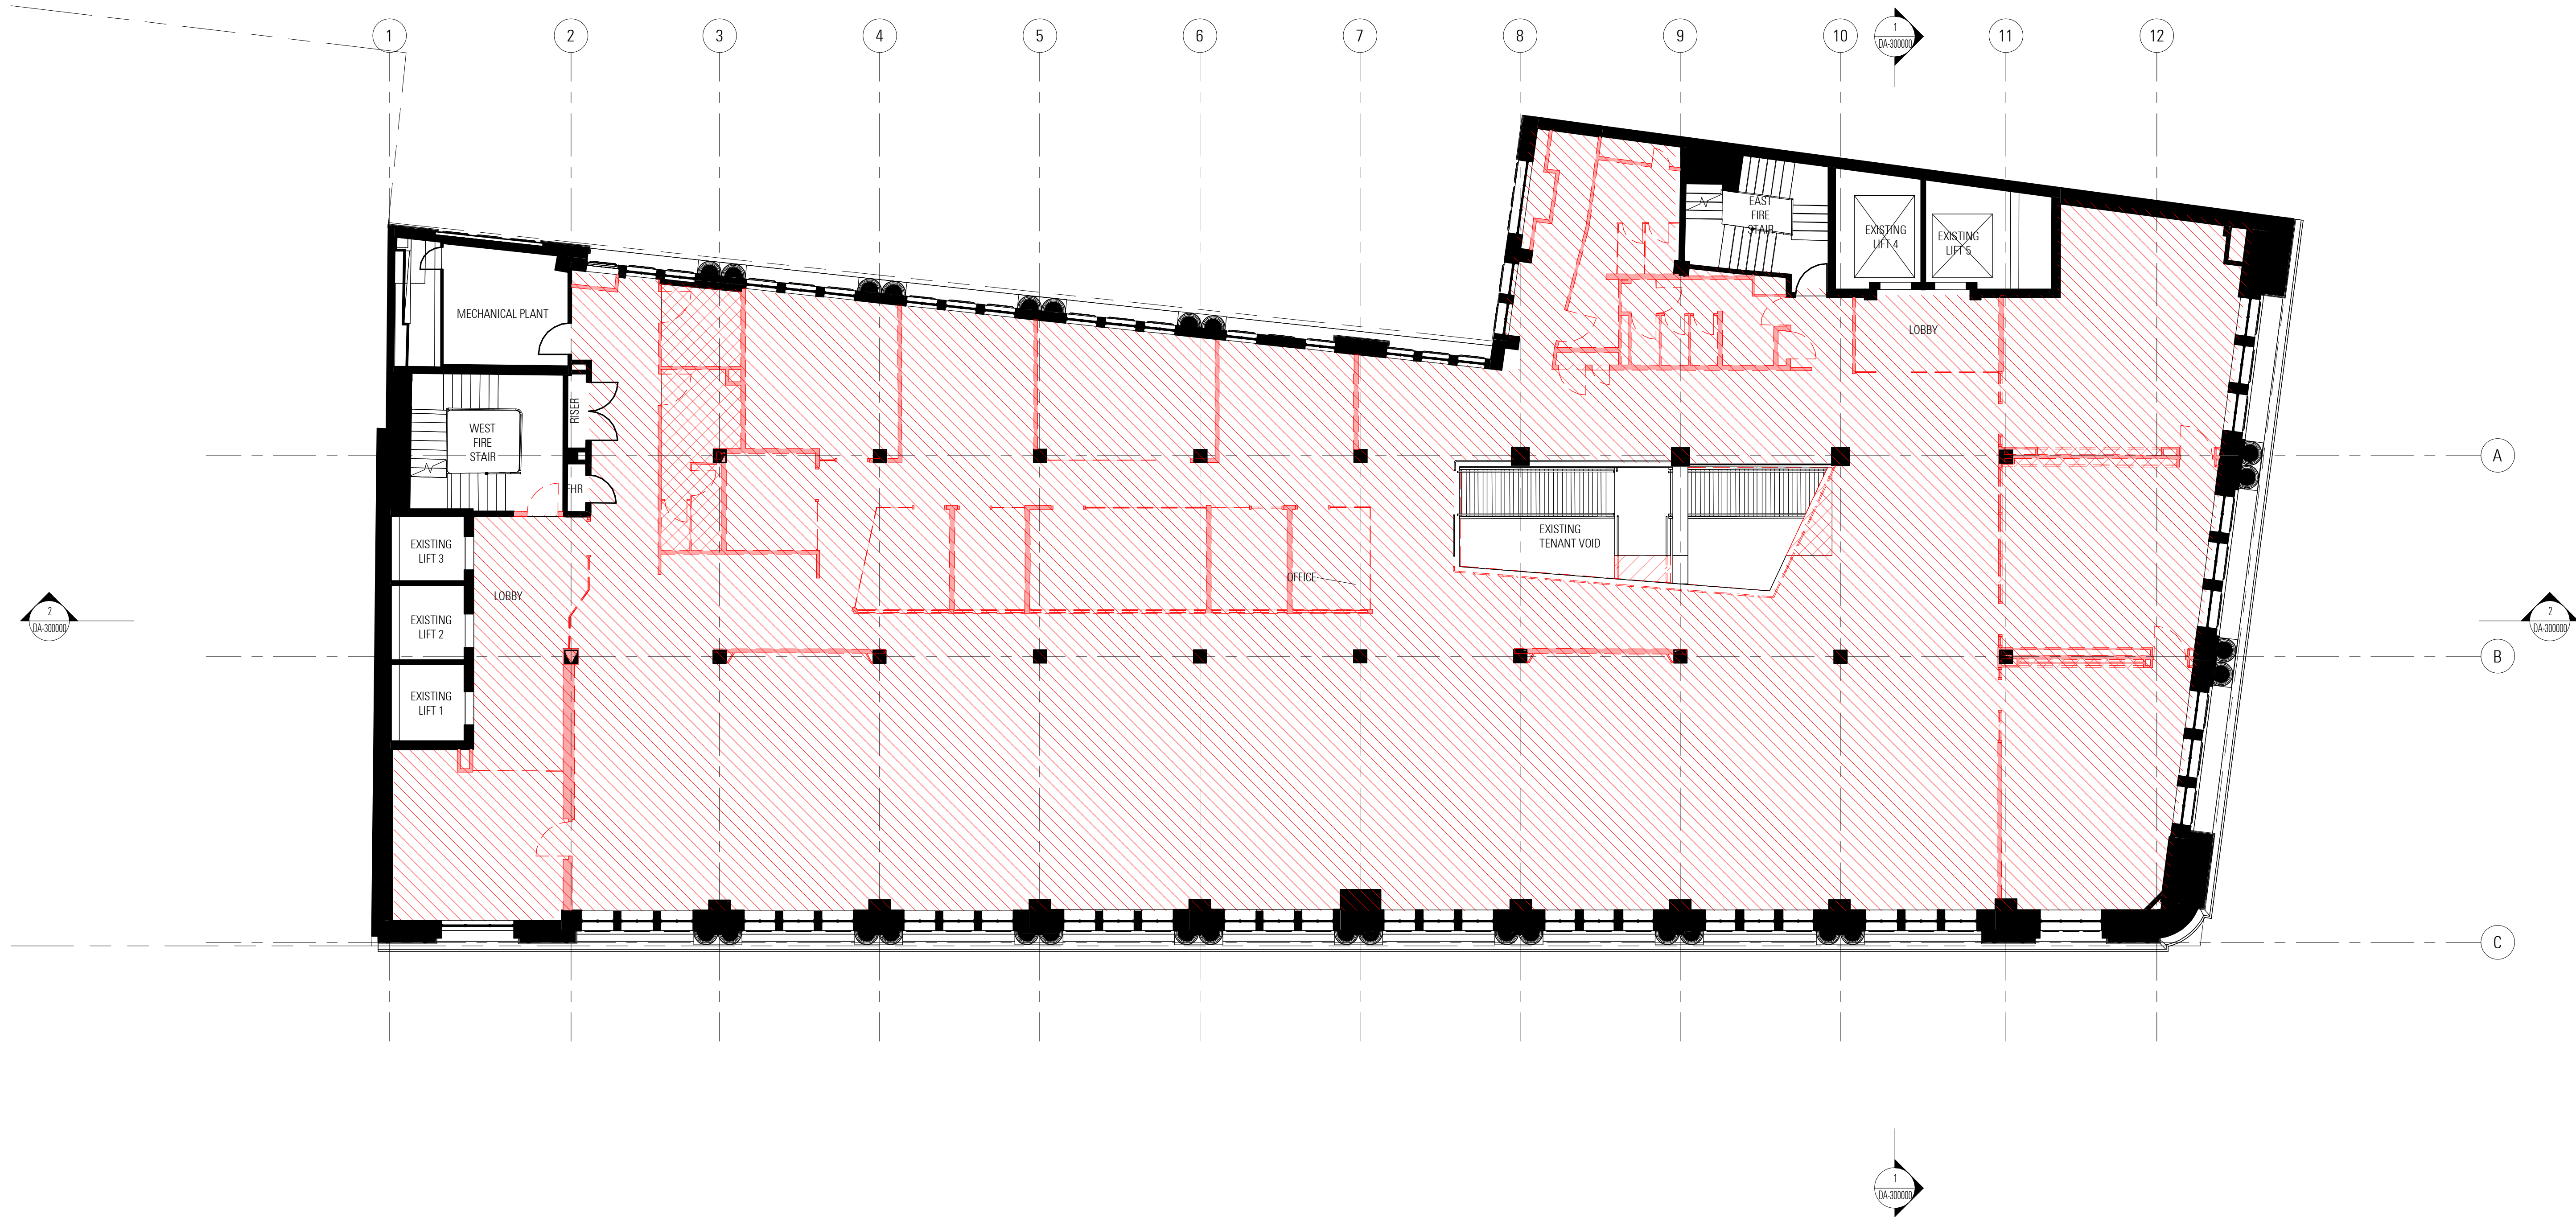 1
2
3
4
5
6
7
8
9
10
11
12
1
DA-300000
EAST
FIRE
STAIR
EXISTING
LIFT 4
EXISTING
LIFT 5
MECHANICAL PLANT
LOBBY
RISER
WEST
FIRE
STAIR
A
FHR
EXISTING
TENANT VOID
EXISTING
LIFT 3
OFFICE
LOBBY
2
DA-300000
2
DA-300000
EXISTING
LIFT 2
B
EXISTING
LIFT 1
C
1
DA-300000